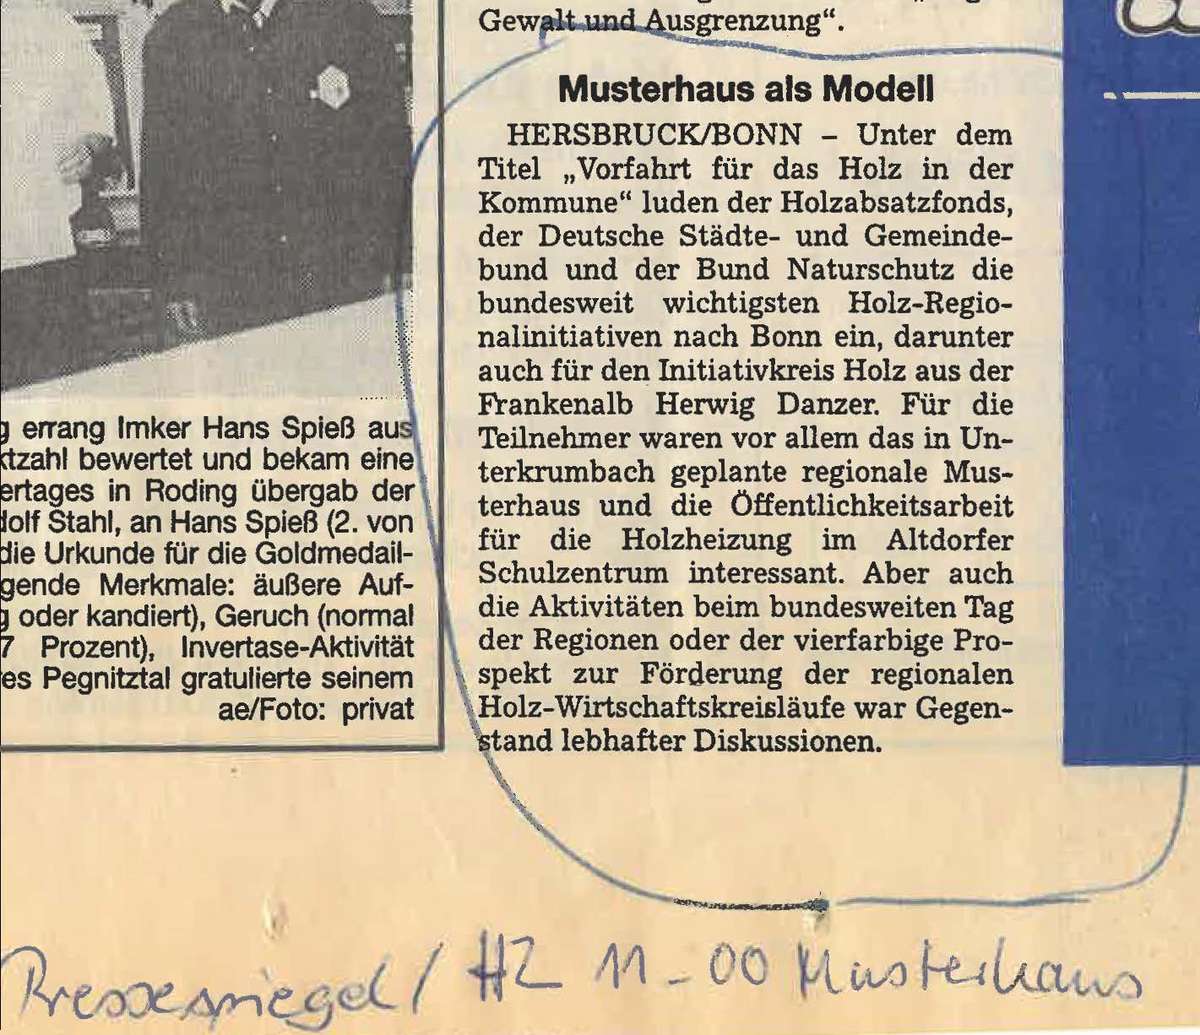 Gewalt und Ausgrenzung“.
Musterhaus als Modell
HERSBRUCK/BONN – Unter dem
Titel „Vorfahrt für das Holz in der
Kommune“ luden der Holzabsatzfonds,
der Deutsche Städte- und Gemeinde-
bund und der Bund Naturschutz die
bundesweit wichtigsten Holz-Regio-
nalinitiativen nach Bonn ein, darunter
auch für den Initiativkreis Holz aus der
Frankenalb Herwig Danzer. Für die
Teilnehmer waren vor allem das in Un-
terkrumbach geplante regionale Mus-
terhaus und die Öffentlichkeitsarbeit
für die Holzheizung im Altdorfer
Schulzentrum interessant. Aber auch
die Aktivitäten beim bundesweiten Tag
der Regionen oder der vierfarbige Pro-
spekt zur Förderung der regionalen
Holz-Wirtschaftskreisläufe war Gegen-
stand lebhafter Diskussionen.
g errang Imker Hans Spieß aus
ktzahl bewertet und bekam eine
ertages in Roding übergab der
dolf Stahl, an Hans Spieß (2. von
die Urkunde für die Goldmedail-
gende Merkmale: äußere Auf-
g oder kandiert), Geruch (normal
7 Prozent), Invertase-Aktivität
es Pegnitztal gratulierte seinem
ae/Foto: privat
Pressespiegel / HZ 11-00 Musterhaus